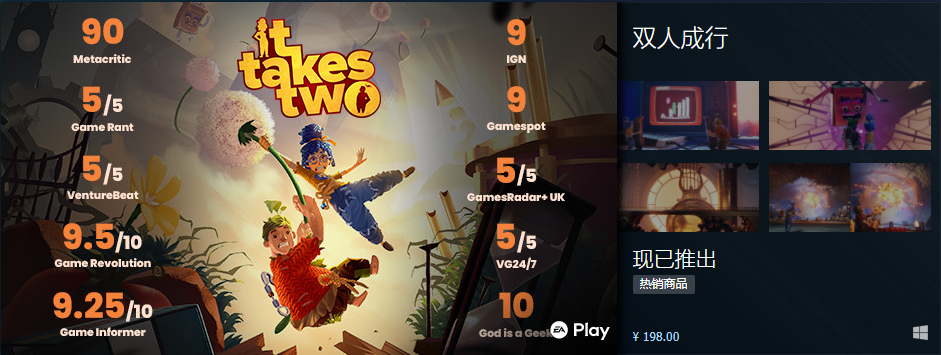 90
Metacritic
5/5
Game Rant
5/5
VentureBeat
9.5/10
Game Revolution
9.25/10
Game Informer
it
takes
two
9
IGN
9
Gamespot
5/5
GamesRadar+ UK
5/5
VG24/7
10
God is a Geek
EA Play
双人成行
现已推出
热销商品
¥ 198.00